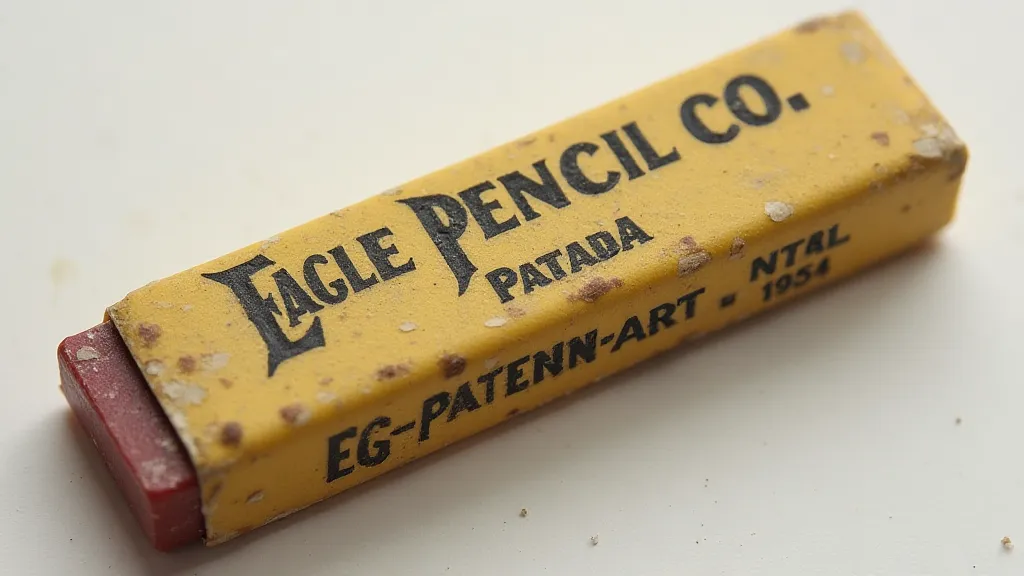 EAGLE PENCIL CO.
PATADA
EG-PATENN-ART - NTAL
1954